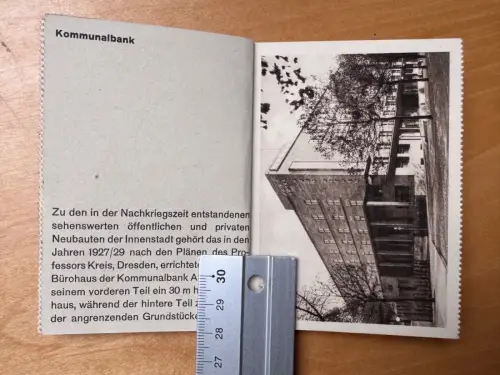 Kommunalbank
Zu den in der Nachkriegszeit entstandenen
sehenswerten öffentlichen und privaten
Neubauten der Innenstadt gehört das in den
Jahren 1927/29 nach den Plänen des Pro-
fessors Kreis, Dresden, errichtete
Bürohaus der Kommunalbank
seinem vorderen Teil ein 30 m
haus, während der hintere Teil
der angrenzenden
30
29
28
27